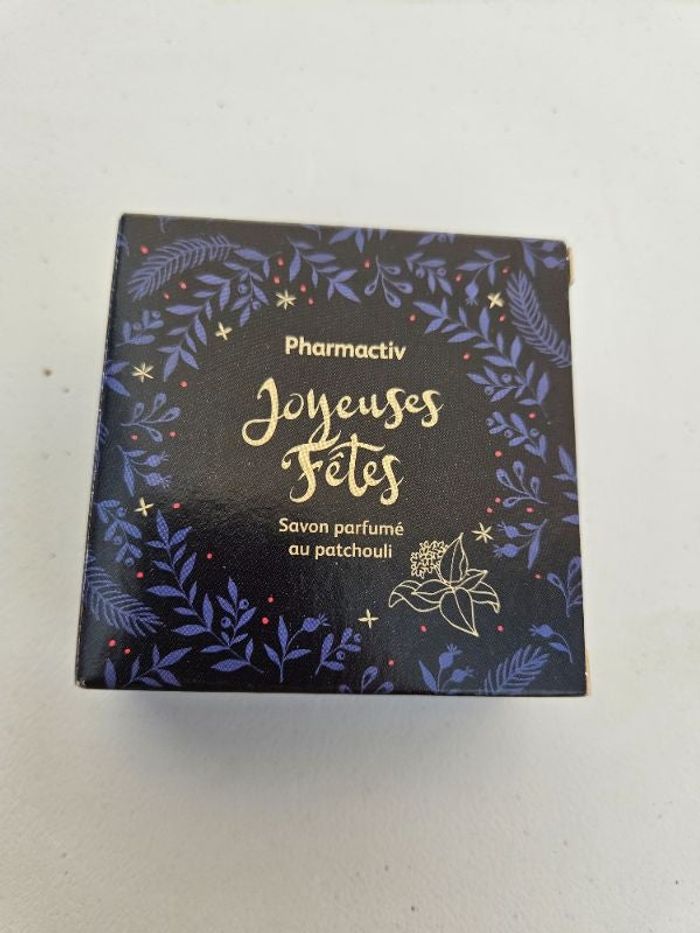 Pharmactiv
Joyeuses
Fêtes
Savon parfumé
au patchouli